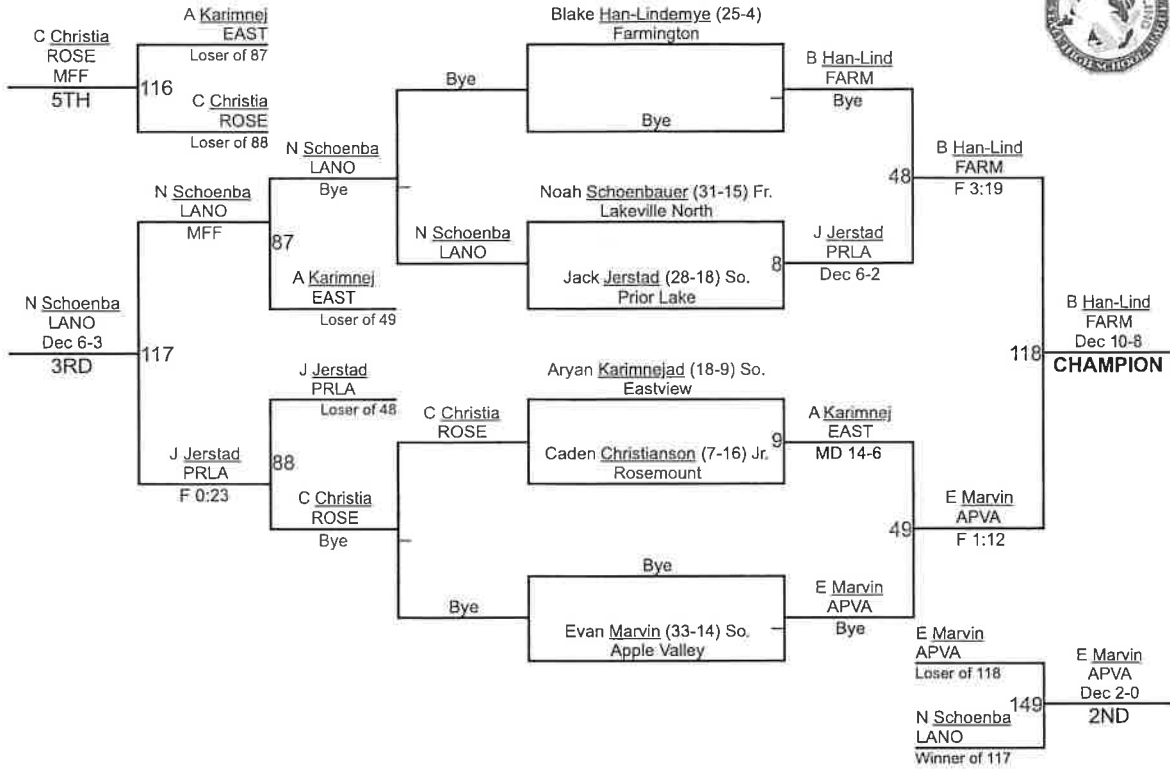 A Karimnej
EAST
Loser of 87
C Christia
ROSE
MFF
5TH
116
C Christia
ROSE
Loser of 88
Blake Han-Lindemye (25-4)
Farmington
Bye
Bye
B Han-Lind
FARM
Bye
N Schoenba
LANO
Bye
48
B Han-Lind
FARM
F 3:19
N Schoenba
LANO
MFF
Noah Schoenbauer (31-15) Fr.
Lakeville North
N Schoenba
LANO
87
8
J Jerstad
PRLA
Dec 6-2
Jack Jerstad (28-18) So.
Prior Lake
A Karimnej
EAST
Loser of 49
N Schoenba
LANO
Dec 6-3
3RD
117
118
B Han-Lind
FARM
Dec 10-8
CHAMPION
J Jerstad
PRLA
Loser of 48
Aryan Karimnejad (18-9) So.
Eastview
C Christia
ROSE
9
A Karimnej
EAST
MD 14-6
Caden Christianson (7-16) Jr.
Rosemount
J Jerstad
PRLA
F 0:23
88
C Christia
ROSE
Bye
49
E Marvin
APVA
F 1:12
Bye
Bye
E Marvin
APVA
Bye
Evan Marvin (33-14) So.
Apple Valley
E Marvin
APVA
Loser of 118
149
E Marvin
APVA
Dec 2-0
2ND
N Schoenba
LANO
Winner of 117